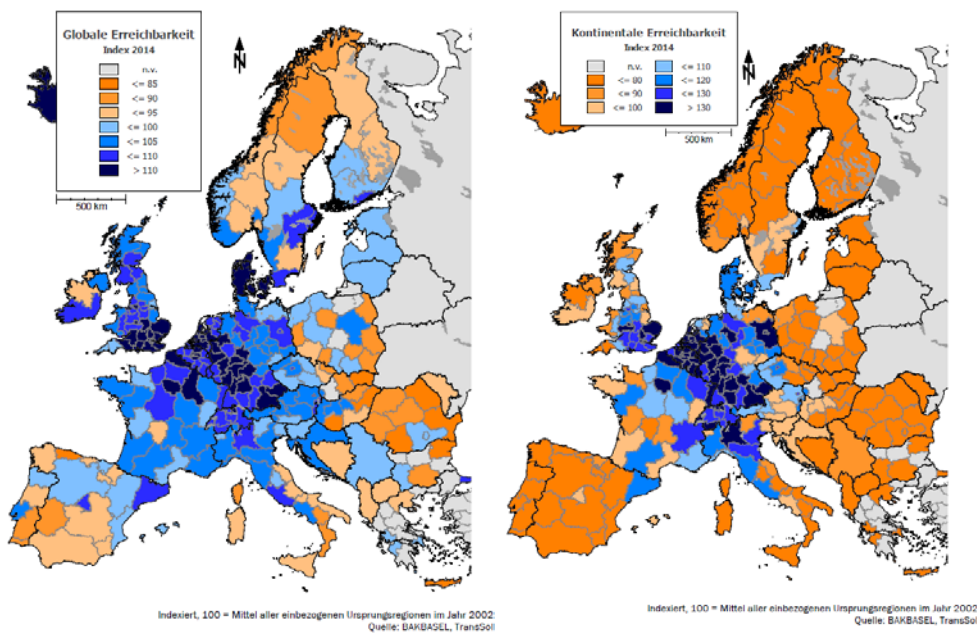 Globale Erreichbarkeit
Index 2014
n.v.
<= 85
<= 90
<= 95
<= 100
<= 105
<= 110
> 110
500 km
N
Indexiert, 100 = Mittel aller einbezogenen Ursprungsregionen im Jahr 2002
Quelle: BAKBASEL, TransSol
Kontinentale Erreichbarkeit
Index 2014
n.v.
<= 80
<= 90
<= 100
<= 110
<= 120
<= 130
> 130
500 km
N
Indexiert, 100 = Mittel aller einbezogenen Ursprungsregionen im Jahr 2002
Quelle: BAKBASEL, TransSol